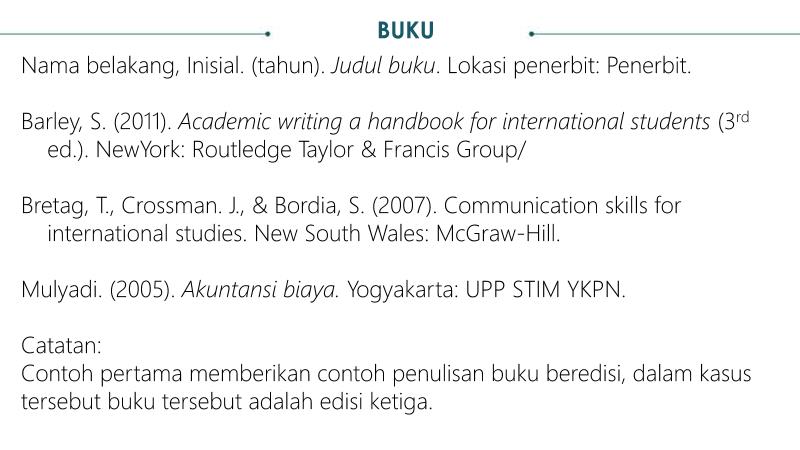 BUKU
Nama belakang, Inisial. (tahun). Judul buku. Lokasi penerbit: Penerbit.
Barley, S. (2011). Academic writing a handbook for international students (3rd
ed.). NewYork: Routledge Taylor & Francis Group/
Bretag, T., Crossman. J., & Bordia, S. (2007). Communication skills for
international studies. New South Wales: McGraw-Hill.
Mulyadi. (2005). Akuntansi biaya. Yogyakarta: UPP STIM YKPN.
Catatan:
Contoh pertama memberikan contoh penulisan buku beredisi, dalam kasus
tersebut buku tersebut adalah edisi ketiga.